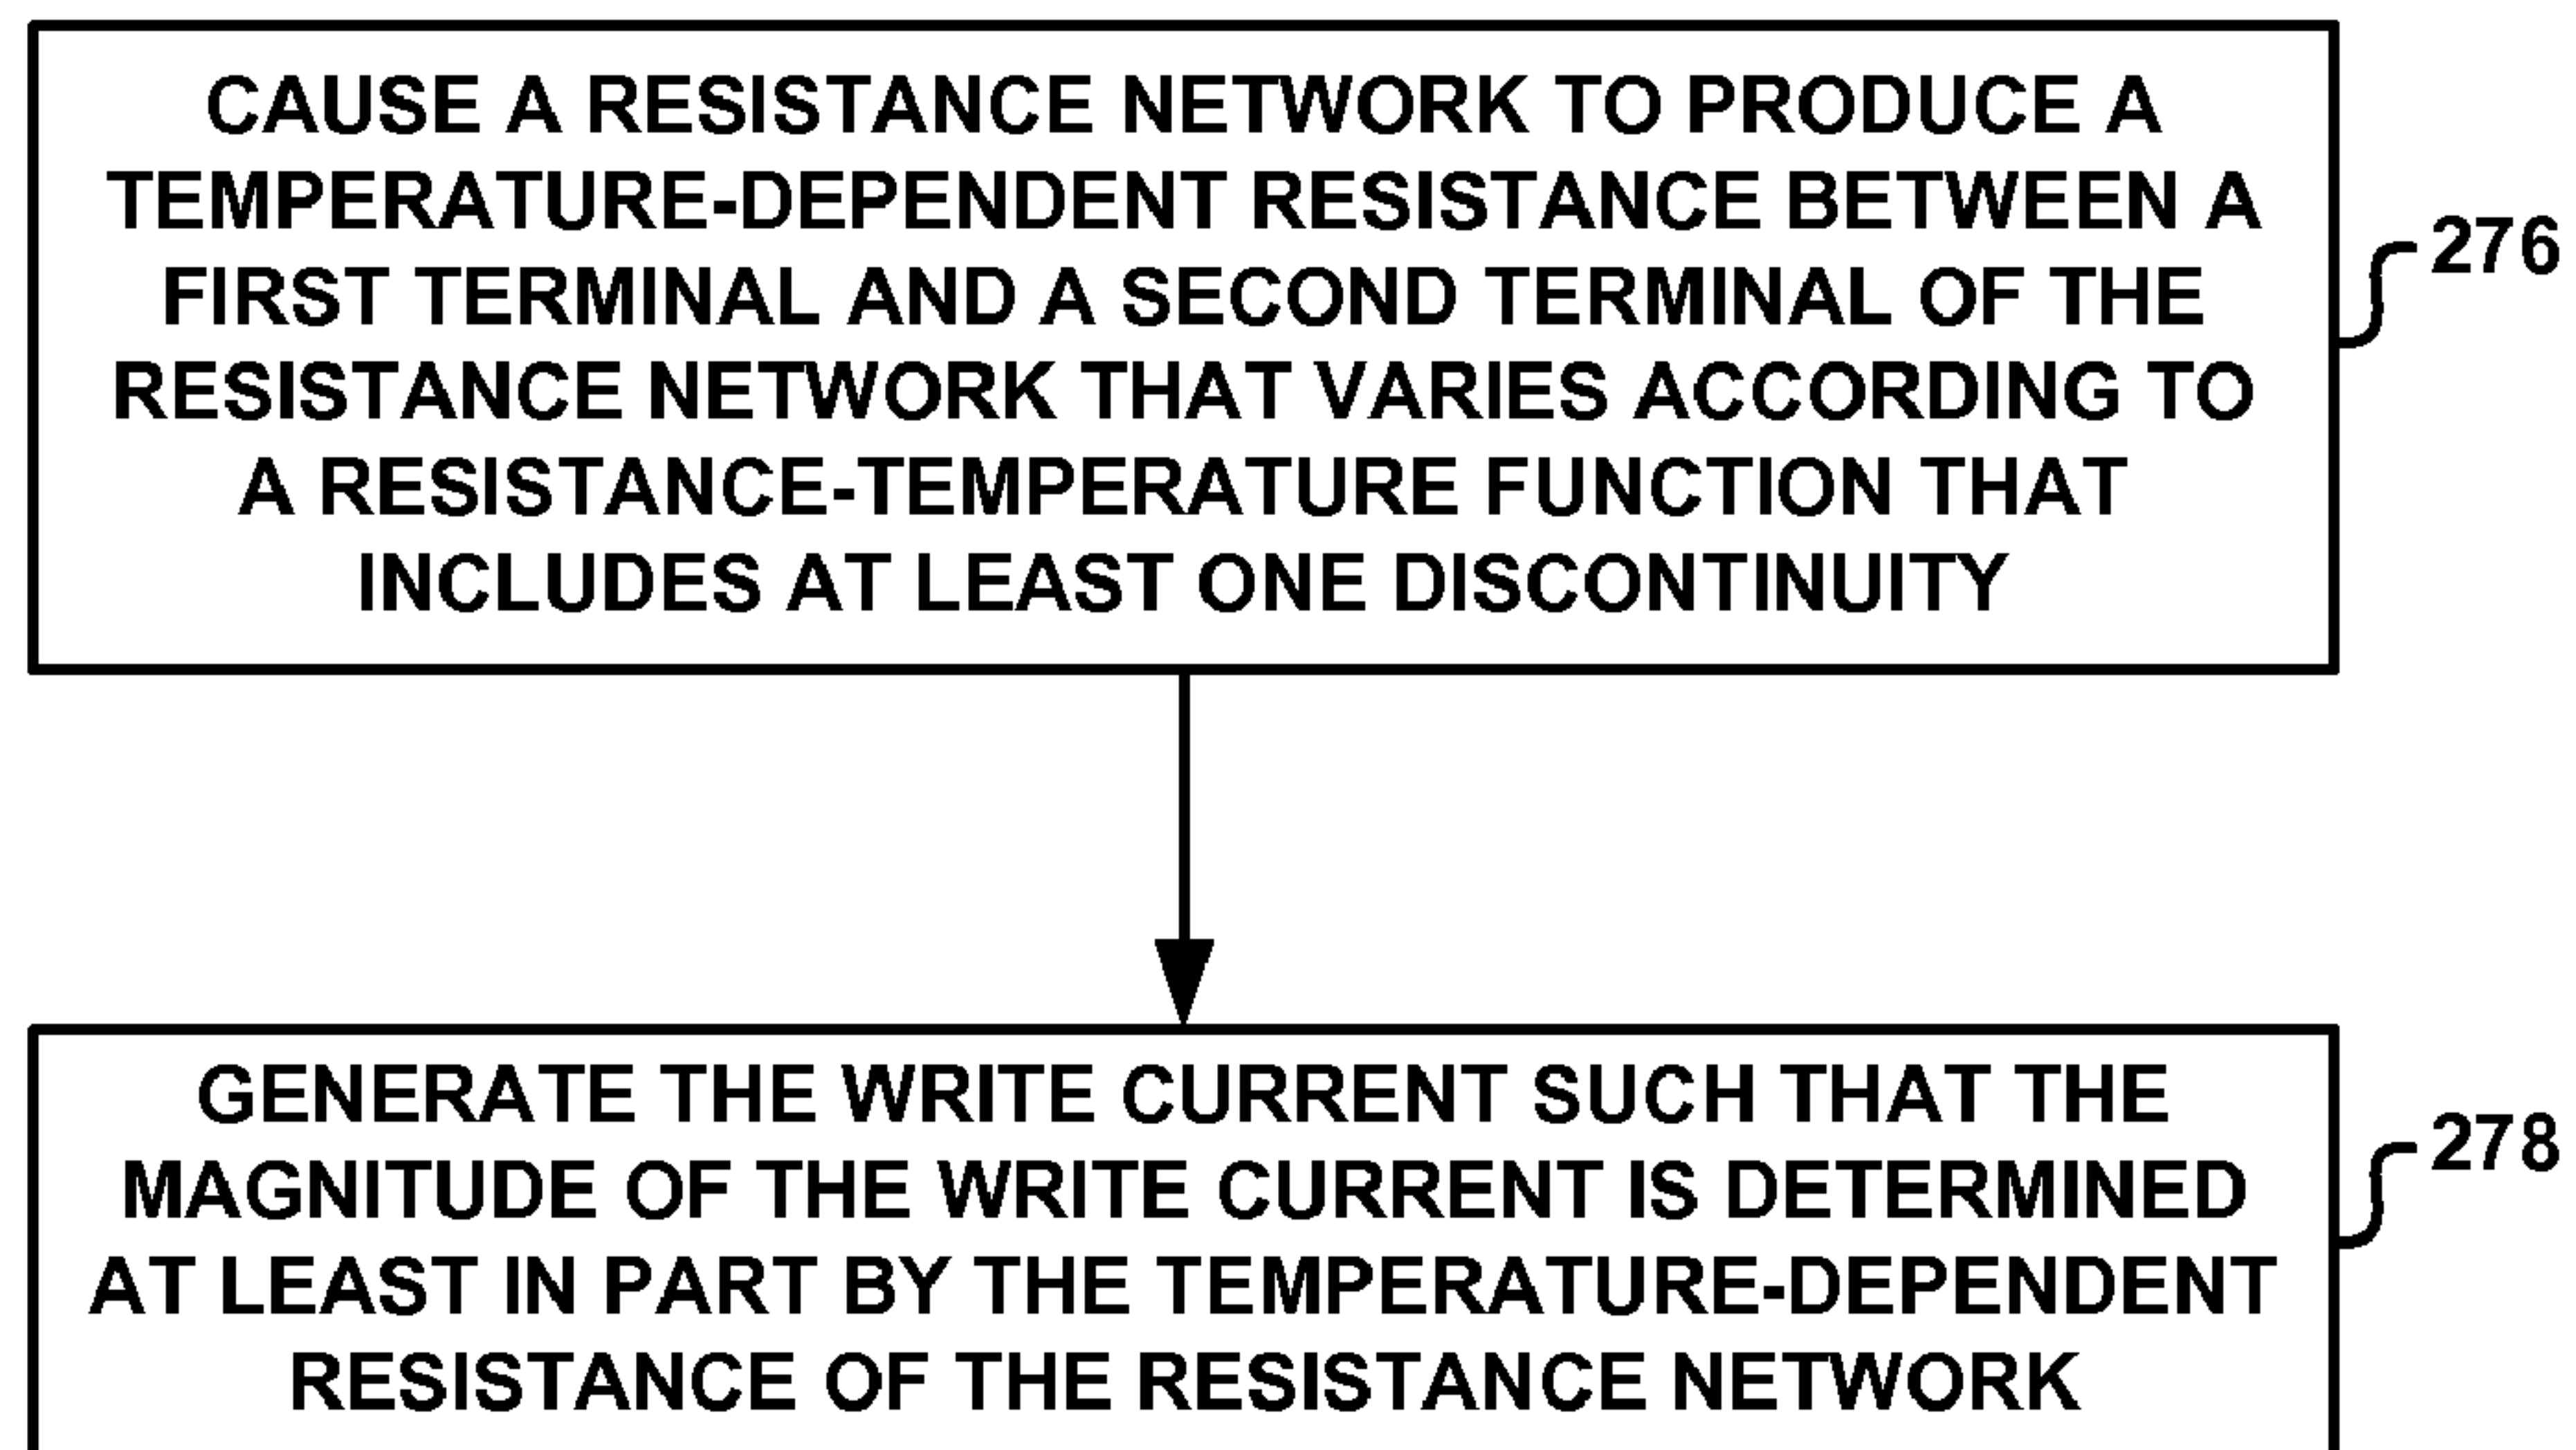 CAUSE A RESISTANCE NETWORK TO PRODUCE A
TEMPERATURE-DEPENDENT RESISTANCE BETWEEN A
FIRST TERMINAL AND A SECOND TERMINAL OF THE
RESISTANCE NETWORK THAT VARIES ACCORDING TO
A RESISTANCE-TEMPERATURE FUNCTION THAT
INCLUDES AT LEAST ONE DISCONTINUITY
276
GENERATE THE WRITE CURRENT SUCH THAT THE
MAGNITUDE OF THE WRITE CURRENT IS DETERMINED
AT LEAST IN PART BY THE TEMPERATURE-DEPENDENT
RESISTANCE OF THE RESISTANCE NETWORK
278